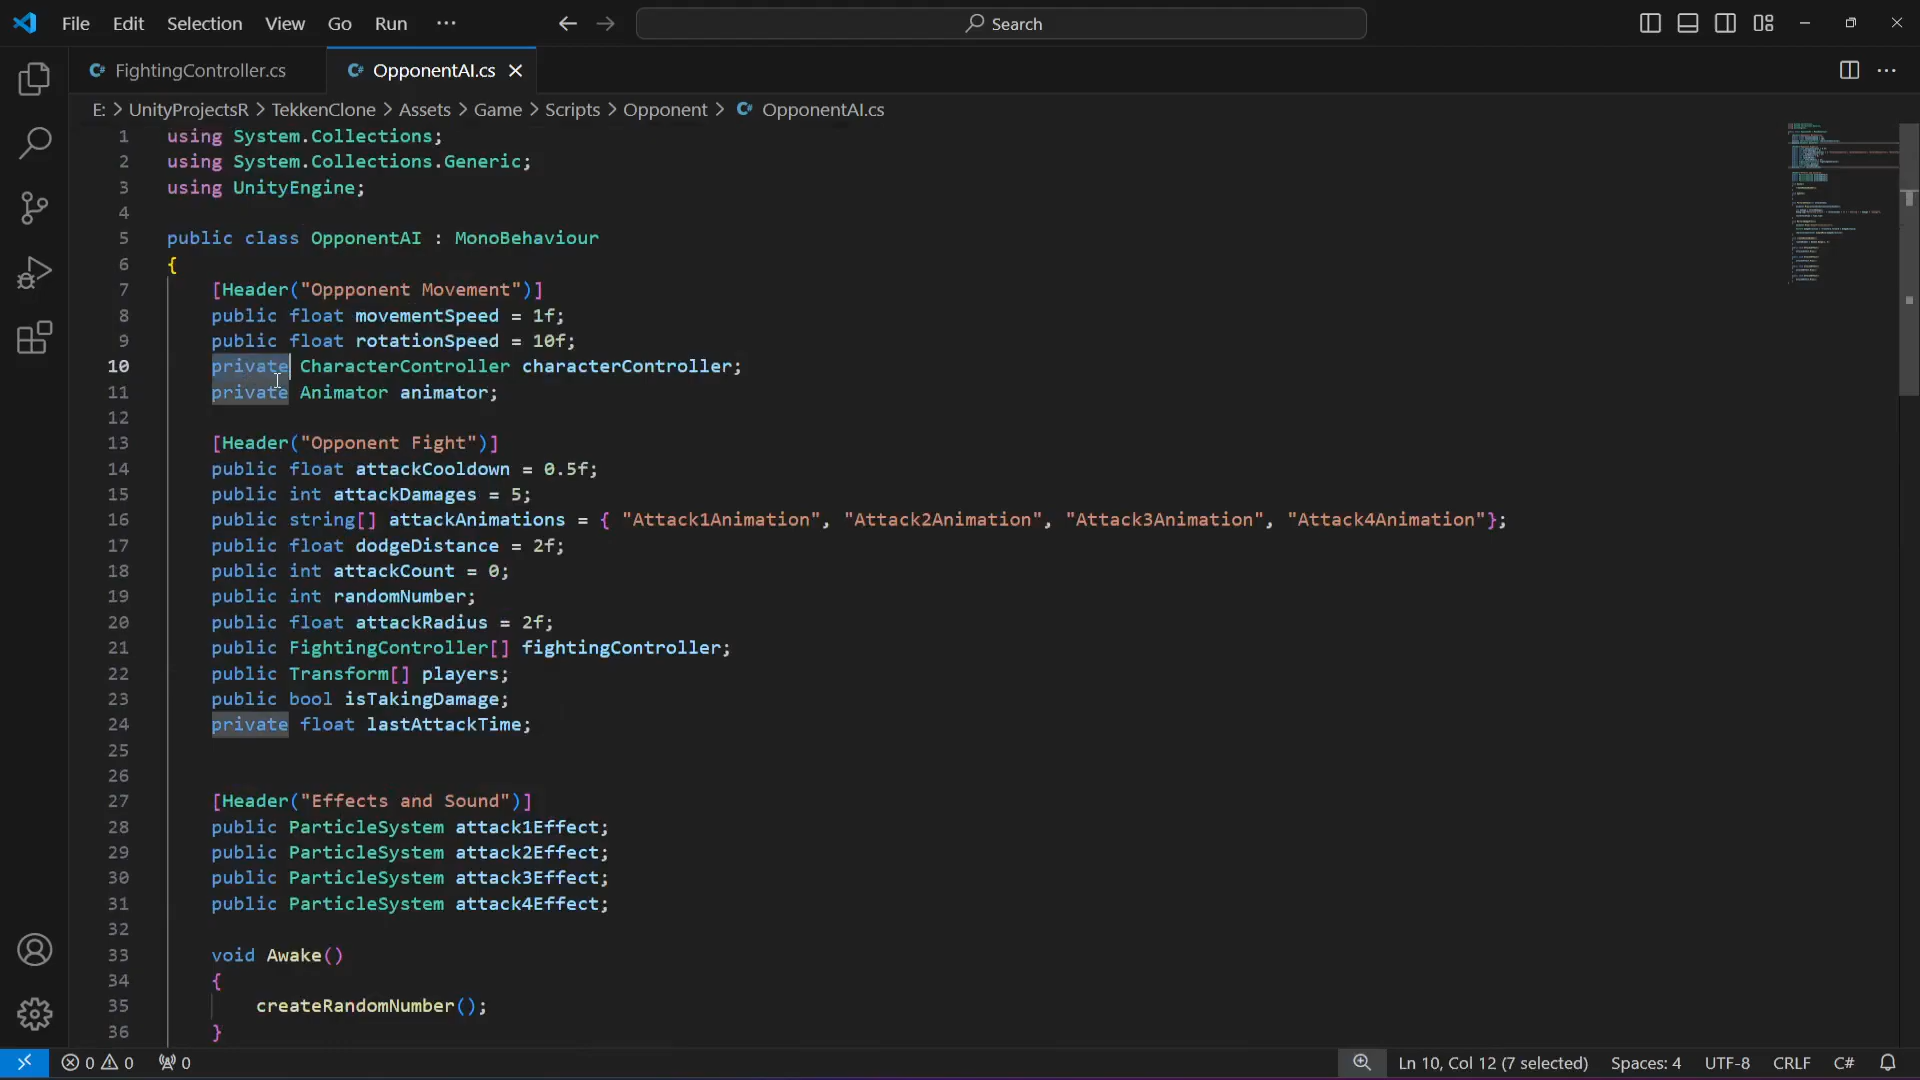 File Edit Selection View Go Run ··· Search
FightingController.cs OpponentAI.cs
E: > UnityProjectsR > TekkenClone > Assets > Game > Scripts > Opponent > OpponentAI.cs
1 using System.Collections;
2 using System.Collections.Generic;
3 using UnityEngine;
4
5 public class OpponentAI : MonoBehaviour
6 {
7 [Header("Oppponent Movement")]
8 public float movementSpeed = 1f;
9 public float rotationSpeed = 10f;
10 private CharacterController characterController;
11 private Animator animator;
12
13 [Header("Opponent Fight")]
14 public float attackCooldown = 0.5f;
15 public int attackDamages = 5;
16 public string[] attackAnimations = { "Attack1Animation", "Attack2Animation", "Attack3Animation", "Attack4Animation"};
17 public float dodgeDistance = 2f;
18 public int attackCount = 0;
19 public int randomNumber;
20 public float attackRadius = 2f;
21 public FightingController[] fightingController;
22 public Transform[] players;
23 public bool isTakingDamage;
24 private float lastAttackTime;
25
26
27 [Header("Effects and Sound")]
28 public ParticleSystem attack1Effect;
29 public ParticleSystem attack2Effect;
30 public ParticleSystem attack3Effect;
31 public ParticleSystem attack4Effect;
32
33 void Awake()
34 {
35 createRandomNumber();
36 }
0 0 0 Ln 10, Col 12 (7 selected) Spaces: 4 UTF-8 CRLF C#